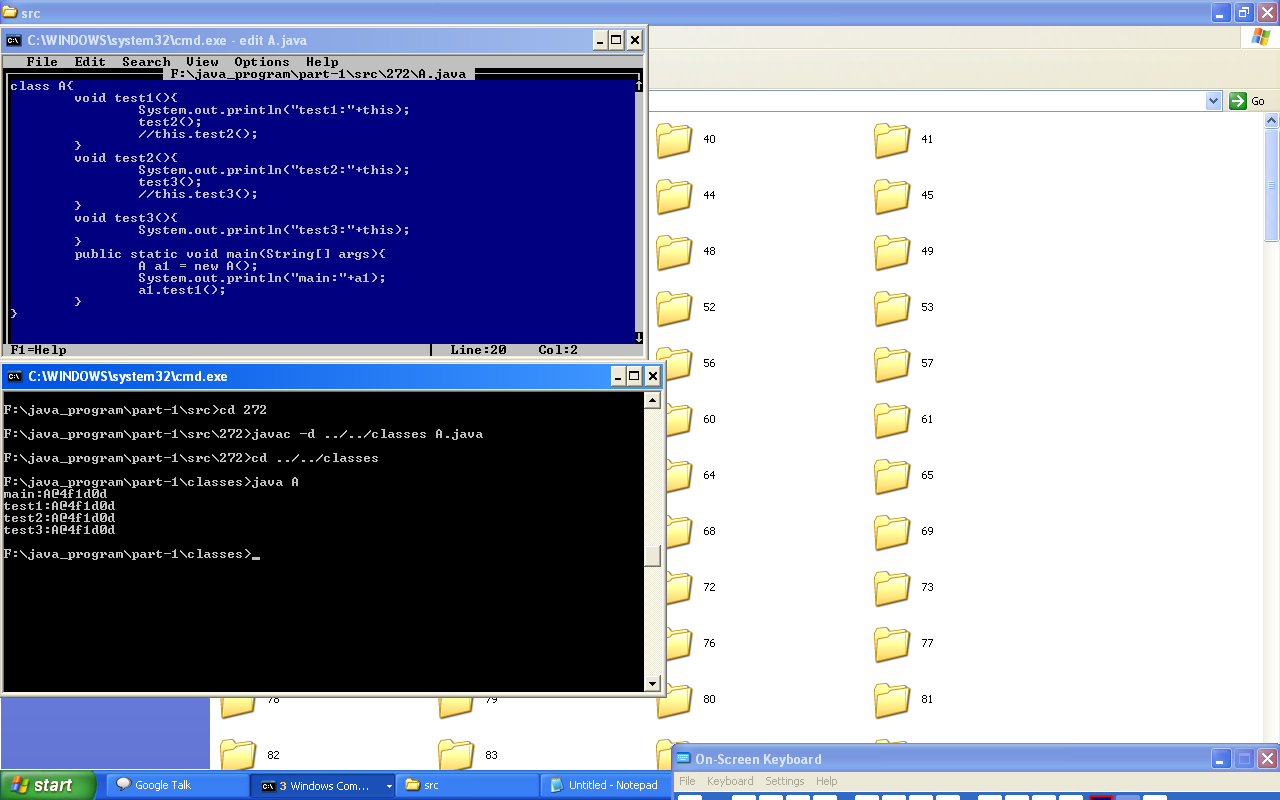 src
C:\WINDOWS\system32\cmd.exe - edit A.java
File Edit Search View Options Help
F:\java_program\part-1\src\272\A.java
class A{
void test1(){
System.out.println("test1:"+this);
test2();
//this.test2();
}
void test2(){
System.out.println("test2:"+this);
test3();
//this.test3();
}
void test3(){
System.out.println("test3:"+this);
}
public static void main(String[] args){
A a1 = new A();
System.out.println("main:"+a1);
a1.test1();
}
}
F1=Help Line:20 Col:2
C:\WINDOWS\system32\cmd.exe
F:\java_program\part-1\src>cd 272
F:\java_program\part-1\src\272>javac -d ../../classes A.java
F:\java_program\part-1\src\272>cd ../../classes
F:\java_program\part-1\classes>java A
main:A@4f1d0d
test1:A@4f1d0d
test2:A@4f1d0d
test3:A@4f1d0d
F:\java_program\part-1\classes>_
Go
40 41
44 45
48 49
52 53
56 57
60 61
64 65
68 69
72 73
76 77
78 79 80 81
82 83
On-Screen Keyboard
File Keyboard Settings Help
start
Google Talk
3 Windows Com...
src
Untitled - Notepad